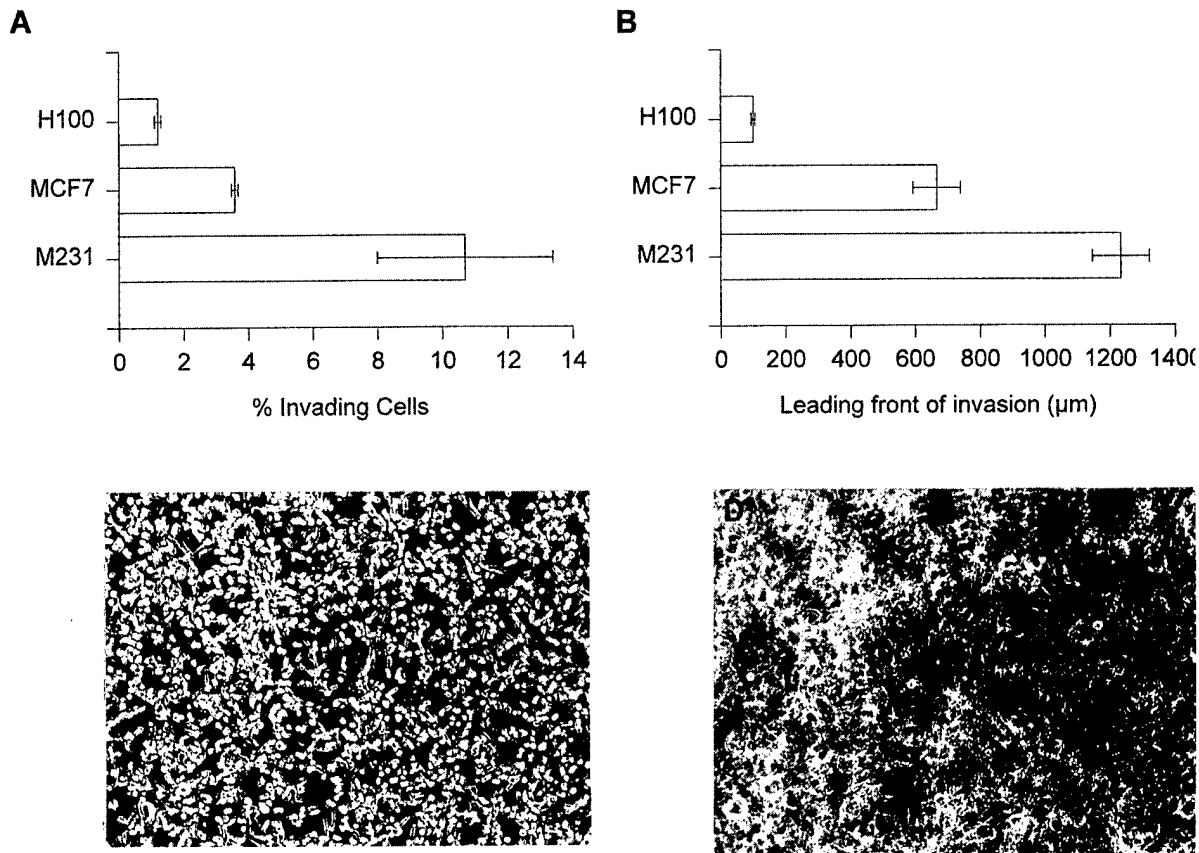 A
H100
MCF7
M231
0 2 4 6 8 10 12 14
% Invading Cells
B
H100
MCF7
M231
0 200 400 600 800 1000 1200 1400
Leading front of invasion (µm)
D